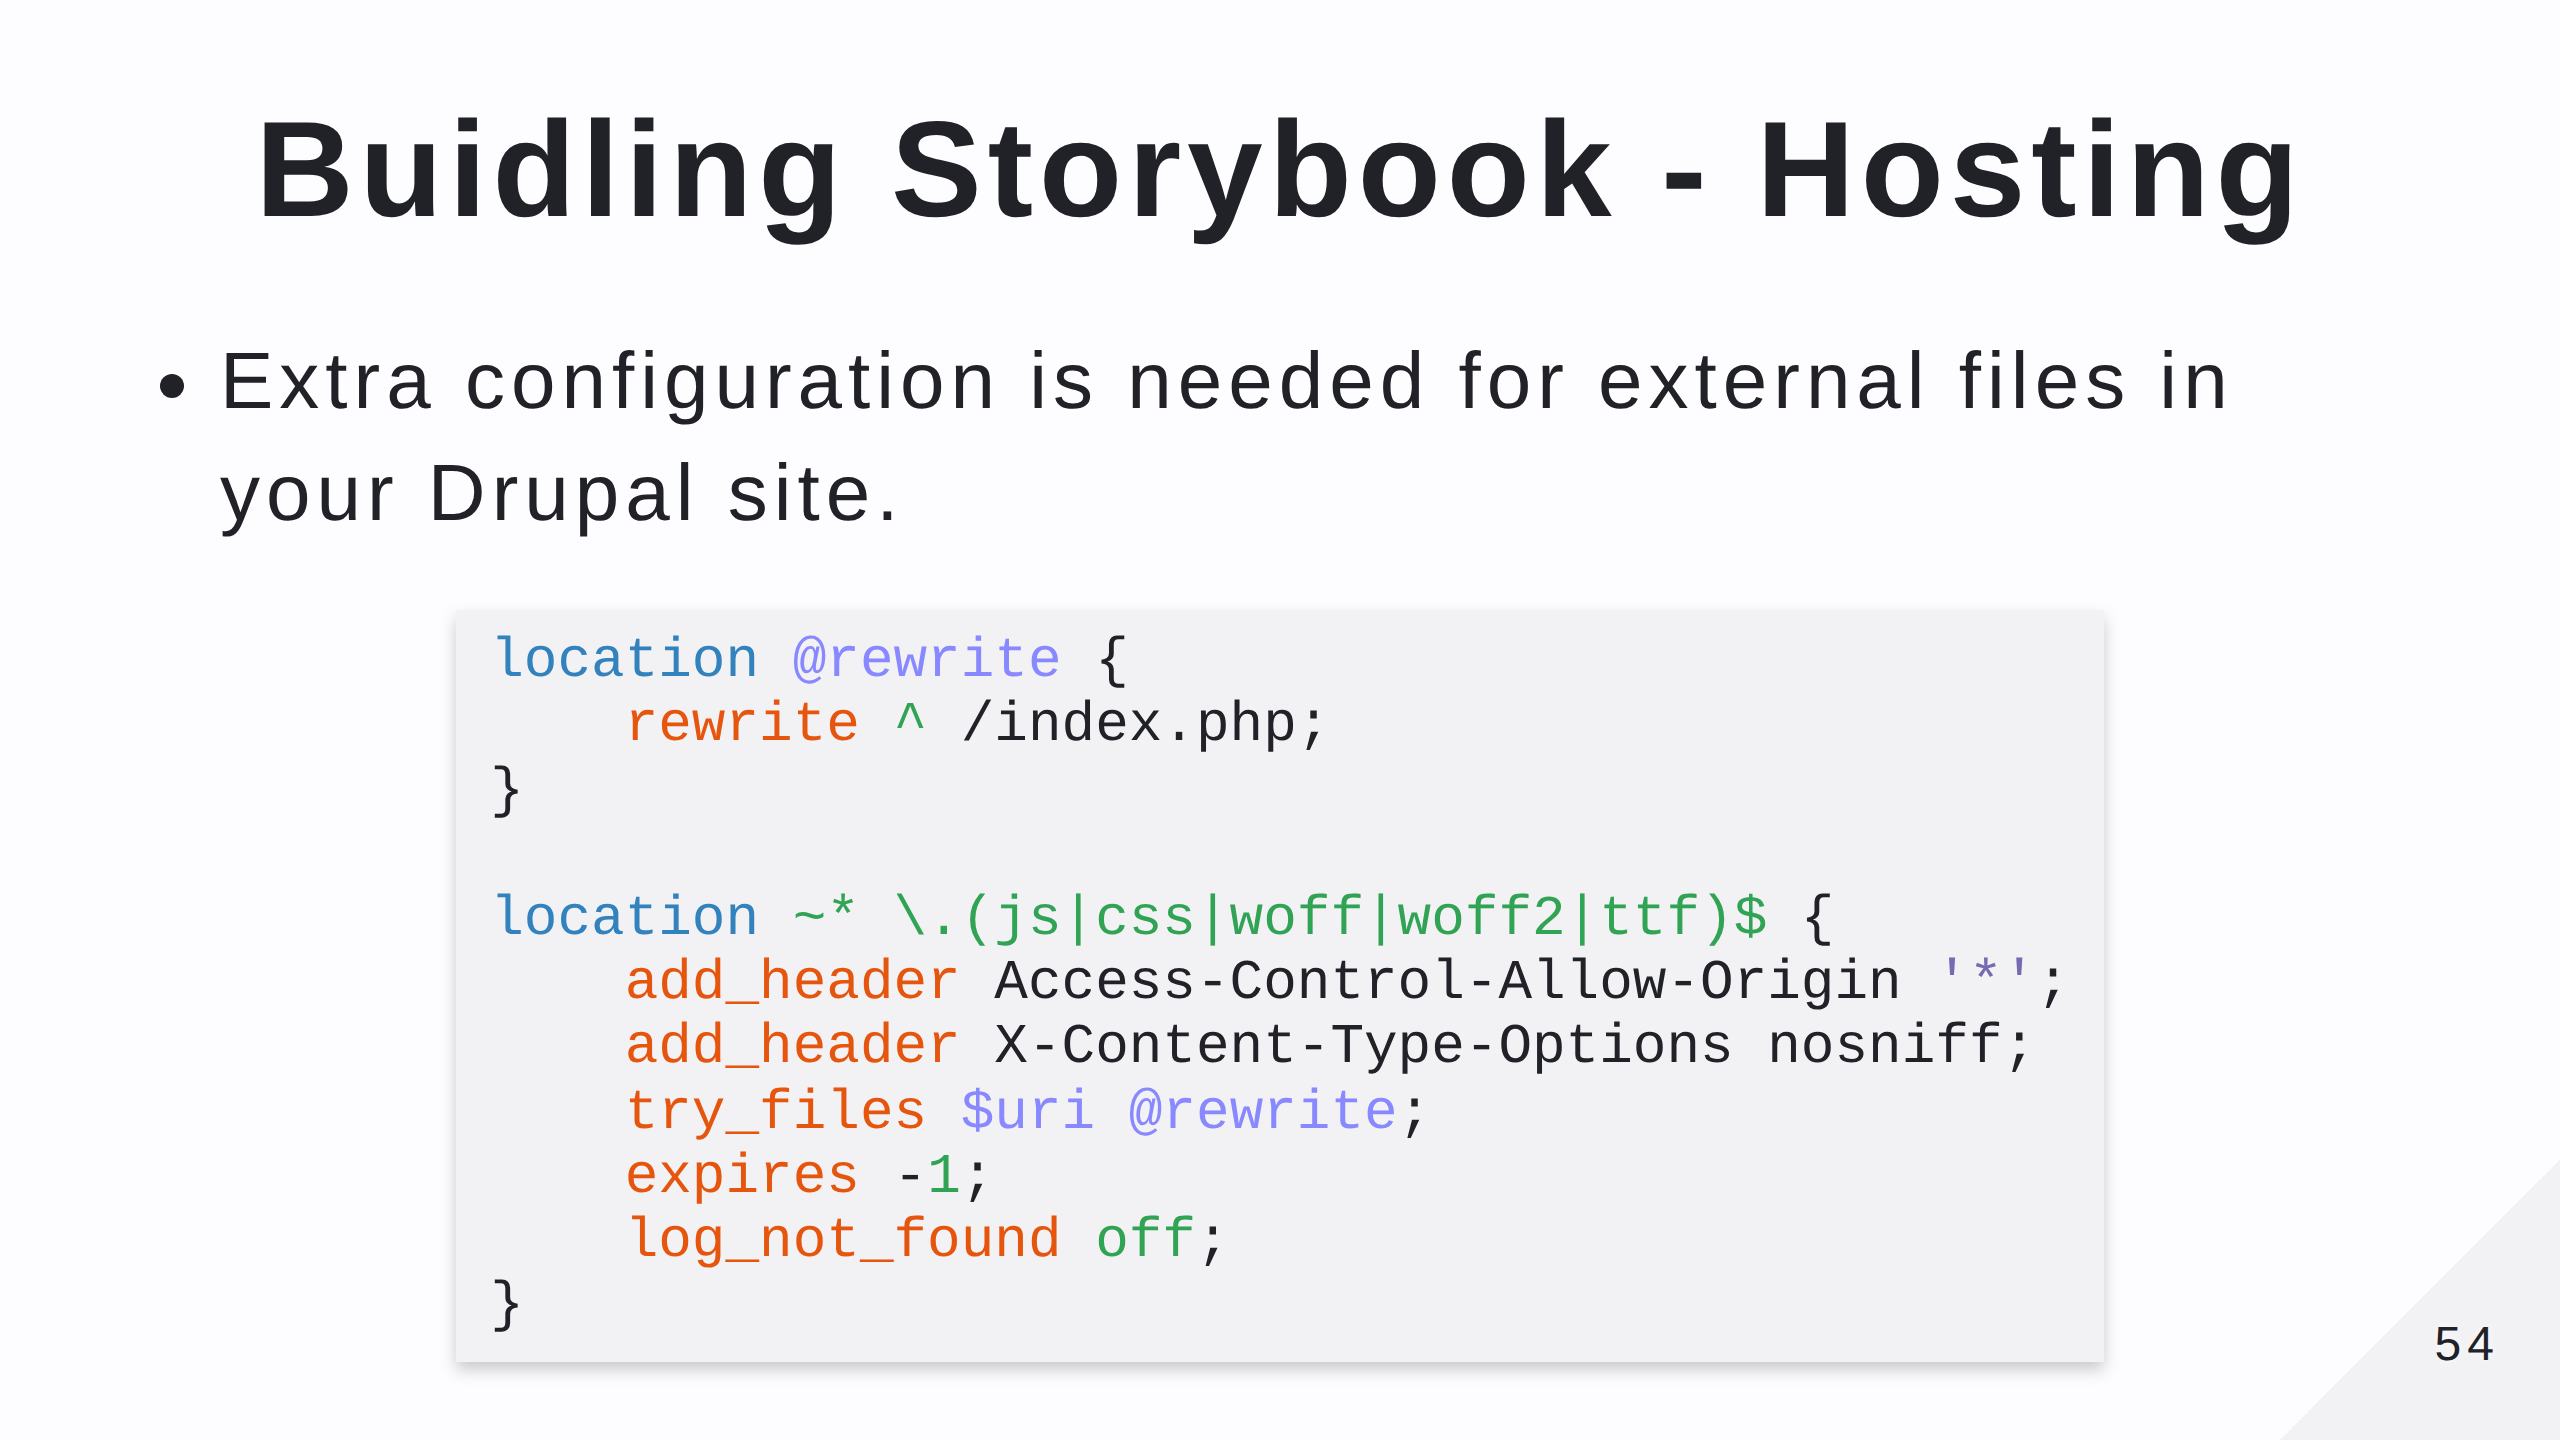 Buidling Storybook - Hosting
• Extra configuration is needed for external files in
your Drupal site.
location @rewrite {
    rewrite ^ /index.php;
}

location ~* \.(js|css|woff|woff2|ttf)$ {
    add_header Access-Control-Allow-Origin '*';
    add_header X-Content-Type-Options nosniff;
    try_files $uri @rewrite;
    expires -1;
    log_not_found off;
}
54